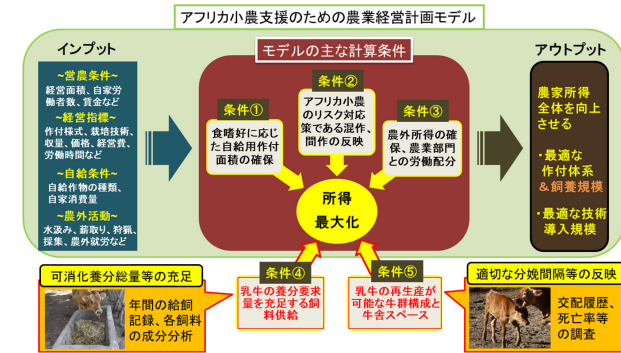 アフリカ小農支援のための農業経営計画モデル
インプット
~営農条件~
経営面積、自家労
働者数、賃金など
~経営指標~
作付様式、栽培技術、
収量、価格、経営費、
労働時間など
~自給条件~
自給作物の種類、
自家消費量
~農外活動~
水汲み、薪取り、狩猟、
採集、農外就労など
モデルの主な計算条件
条件①
食嗜好に応じ
た自給用作付
面積の確保
条件②
アフリカ小農
のリスク対応
策である混作、
間作の反映
条件③
農外所得の確
保、農業部門
との労働配分
所得
最大化
アウトプット
農家所得
全体を向上
させる
・最適な
作付体系
&飼養規模
・最適な技術
導入規模
可消化養分総量等の充足
年間の給飼
記録、各飼料
の成分分析
条件④
乳牛の養分要求
量を充足する飼
料供給
条件⑤
乳牛の再生産が
可能な牛群構成と
牛舎スペース
適切な分娩間隔等の反映
交配履歴、
死亡率等
の調査